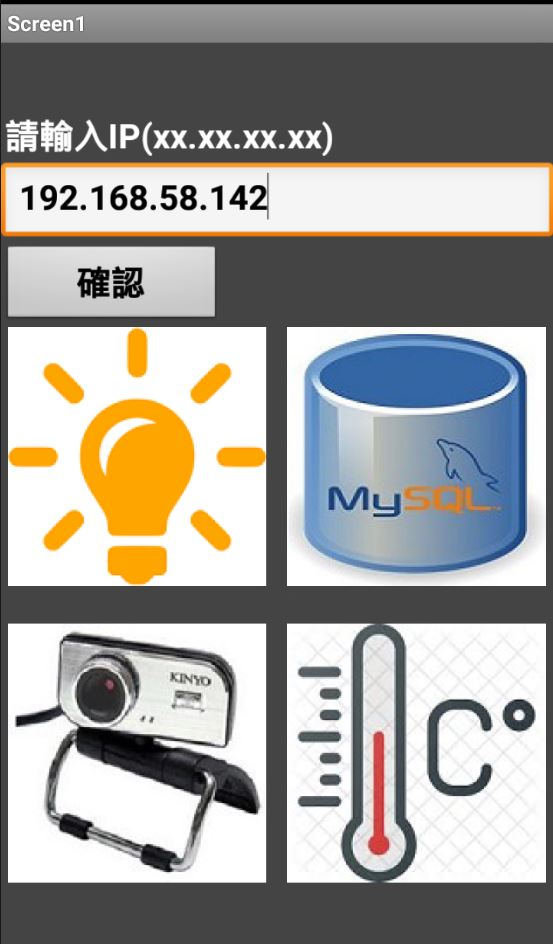 Screen1
請輸入IP(xx.xx.xx.xx)
192.168.58.142
確認
MySQL
KINYO
C°